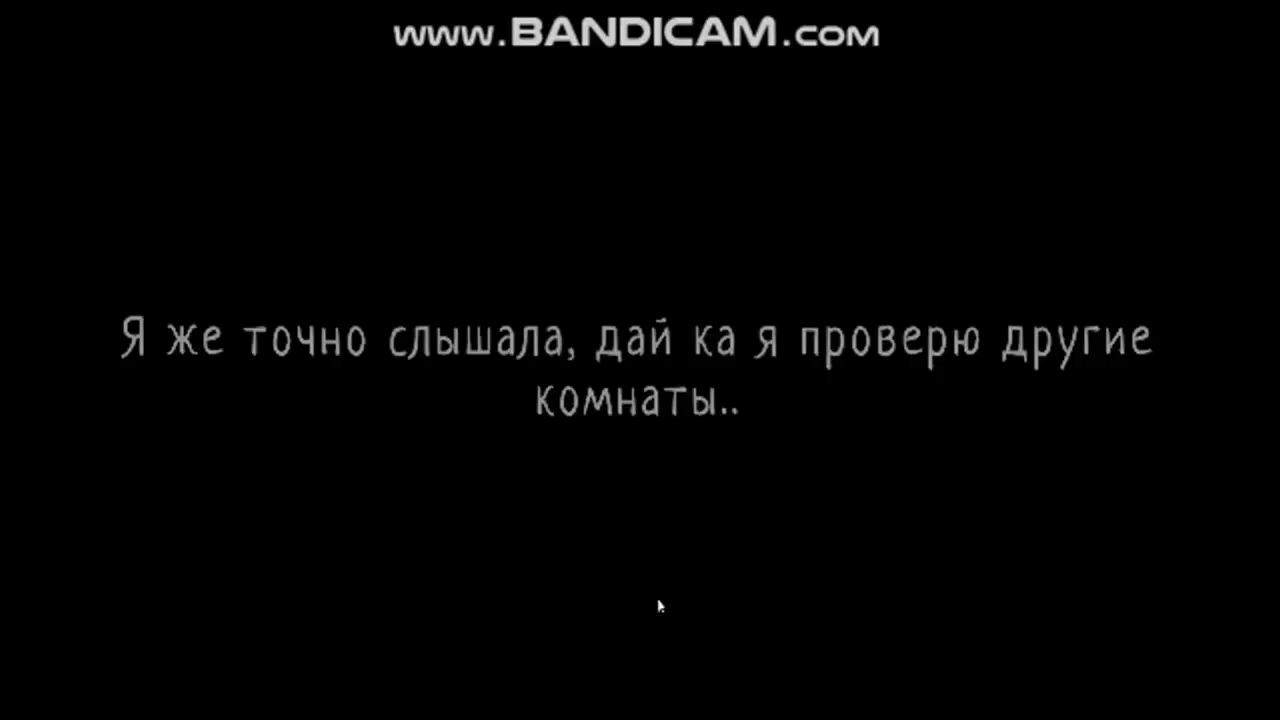 www.BANDICAM.com
Я же точно слышала, дай ка я проверю другие
комнаты..